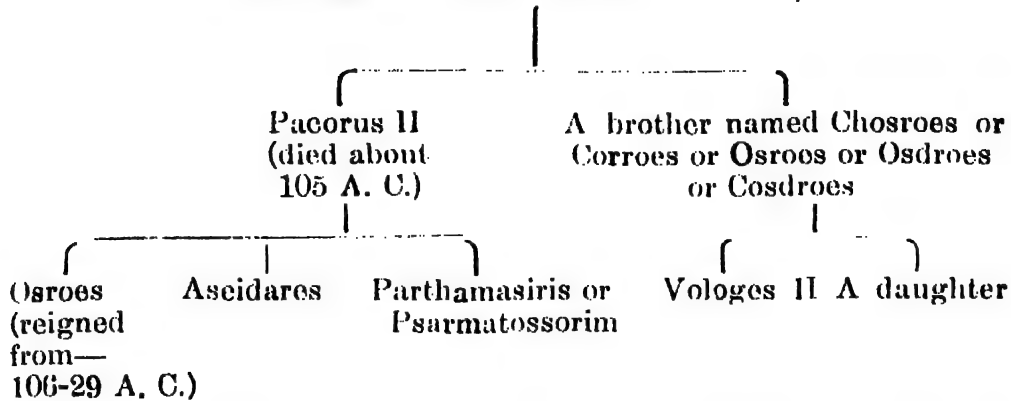 Pacorus II
(died about
105 A. C.)
A brother named Chosroes or
Corroes or Osroos or Osdroes
or Cosdroes
Osroes
(reigned
from—
106-29 A. C.)
Ascidares
Parthamasiris or
Psarmatossorim
Vologes II A daughter